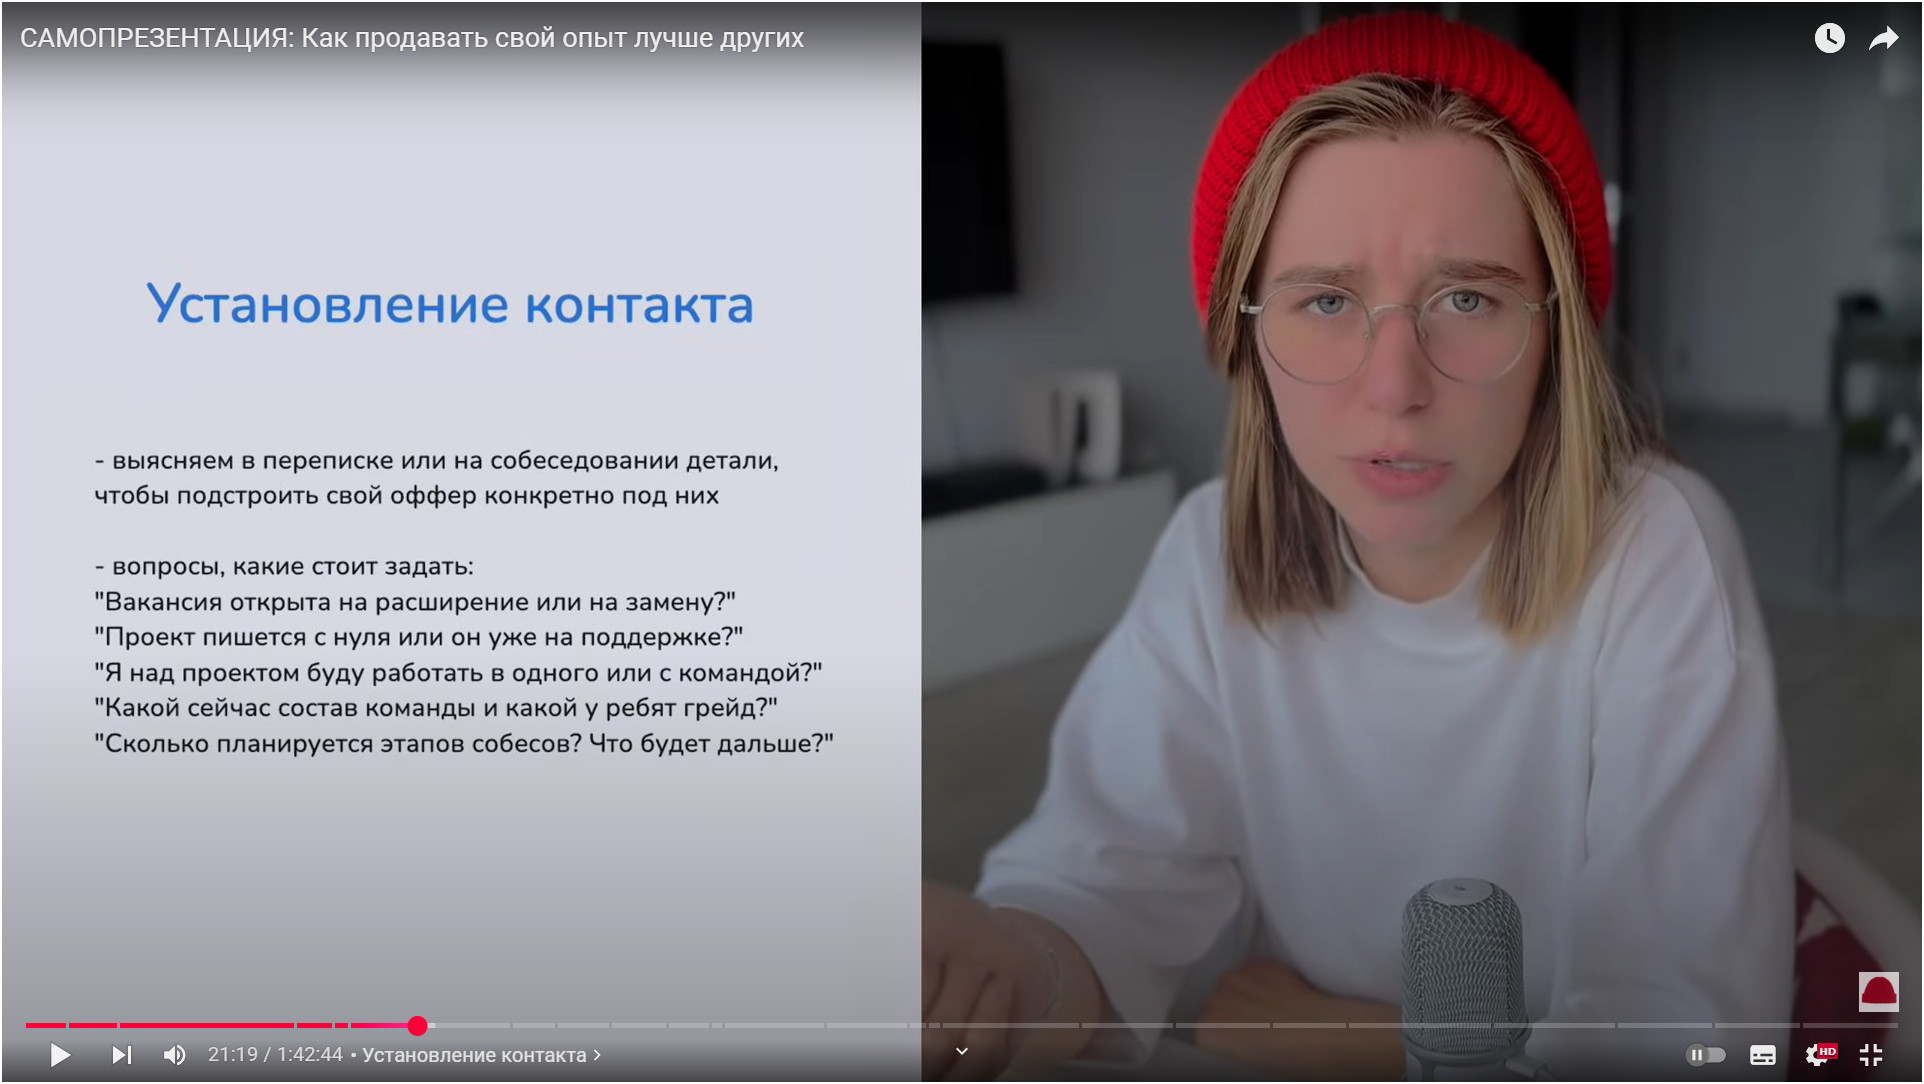 САМОПРЕЗЕНТАЦИЯ: Как продавать свой опыт лучше других
Установление контакта
- выясняем в переписке или на собеседовании детали,
чтобы подстроить свой оффер конкретно под них
- вопросы, какие стоит задать:
"Вакансия открыта на расширение или на замену?"
"Проект пишется с нуля или он уже на поддержке?"
"Я над проектом буду работать в одного или с командой?"
"Какой сейчас состав команды и какой у ребят грейд?"
"Сколько планируется этапов собесов? Что будет дальше?"
21:19 / 1:42:44 • Установление контакта
HD